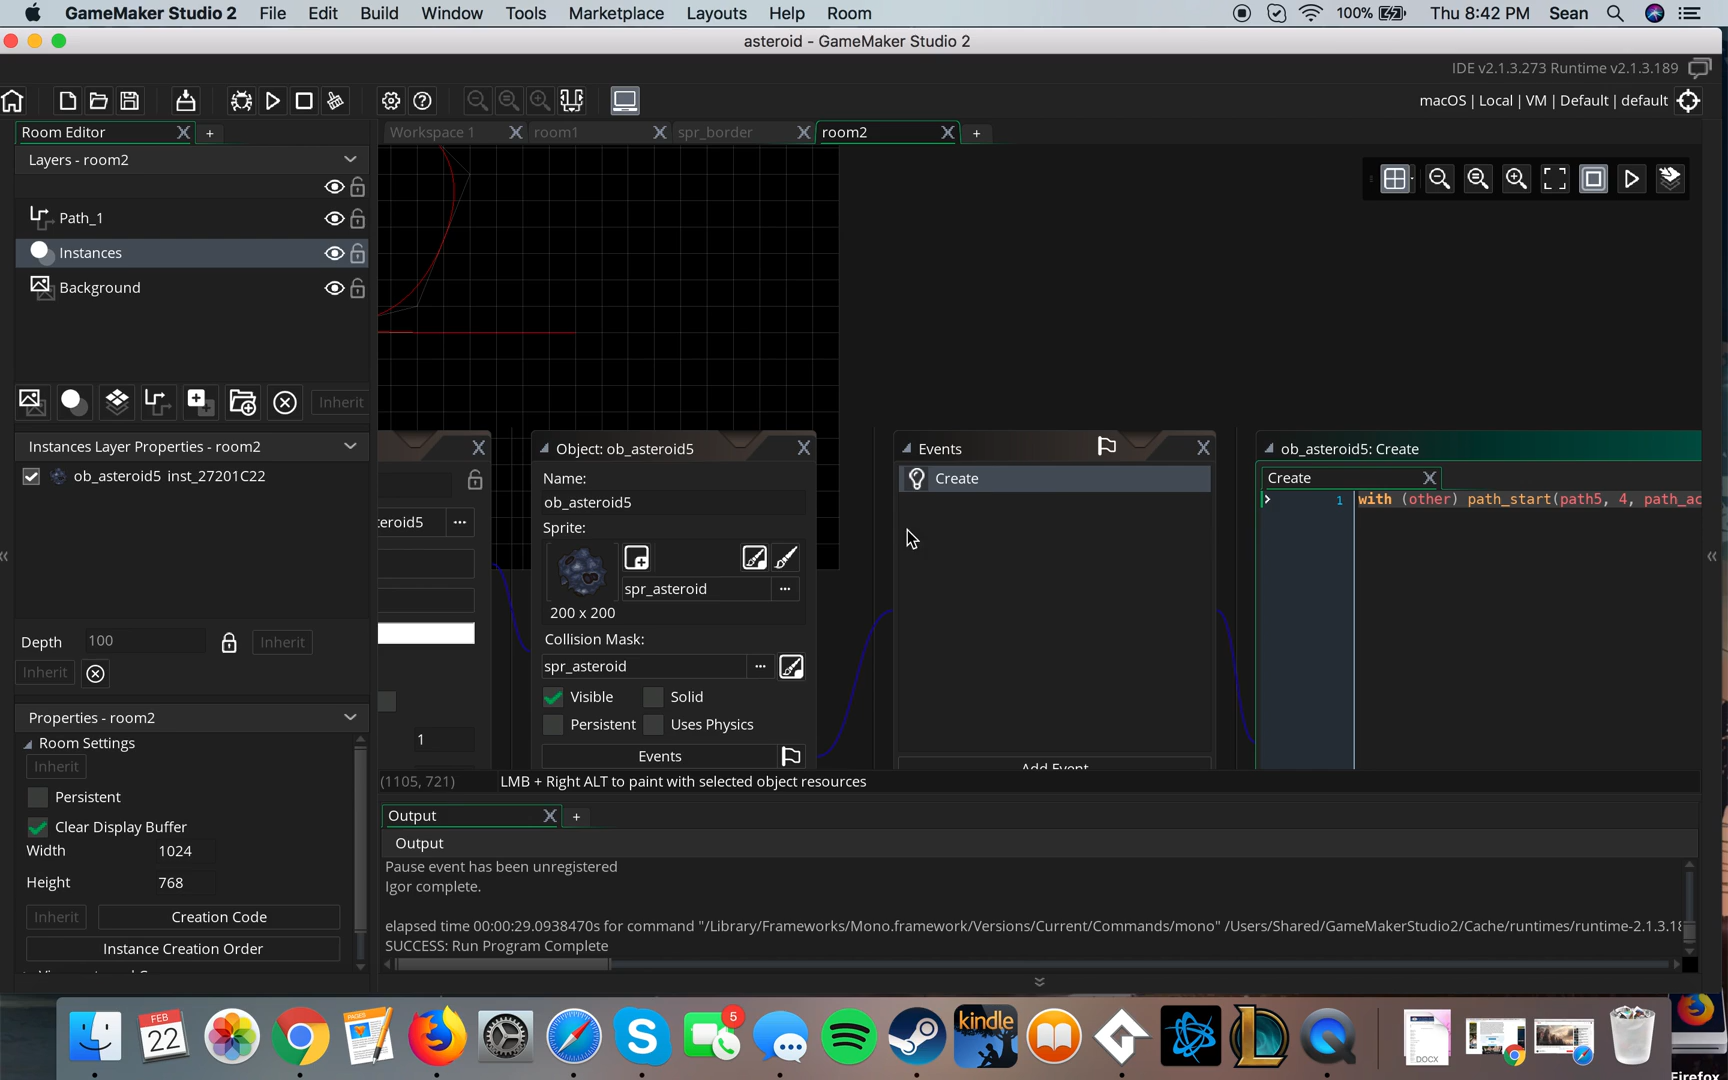 GameMaker Studio 2 File Edit Build Window Tools Marketplace Layouts Help Room 100% Thu 8:42 PM Sean
asteroid - GameMaker Studio 2
IDE v2.1.3.273 Runtime v2.1.3.189
macOS | Local | VM | Default | default
Room Editor
Workspace 1 room1 spr_border room2
Layers - room2
Path_1
Instances
Background
Inherit
Instances Layer Properties - room2
ob_asteroid5 inst_27201C22
Depth 100 Inherit
Inherit
Properties - room2
Room Settings
Inherit
Persistent
Clear Display Buffer
Width 1024
Height 768
Inherit Creation Code
Instance Creation Order
teroid5
1
Object: ob_asteroid5
Name:
ob_asteroid5
Sprite:
spr_asteroid
200 x 200
Collision Mask:
spr_asteroid
Visible Solid
Persistent Uses Physics
Events
Events
Create
Add Event
ob_asteroid5: Create
Create
1 with (other) path_start(path5, 4, path_ac
(1105, 721) LMB + Right ALT to paint with selected object resources
Output
Output
Pause event has been unregistered
Igor complete.
elapsed time 00:00:29.0938470s for command "/Library/Frameworks/Mono.framework/Versions/Current/Commands/mono" /Users/Shared/GameMakerStudio2/Cache/runtimes/runtime-2.1.3.18
SUCCESS: Run Program Complete
FEB
22
5
kindle
DOCX
Firefox